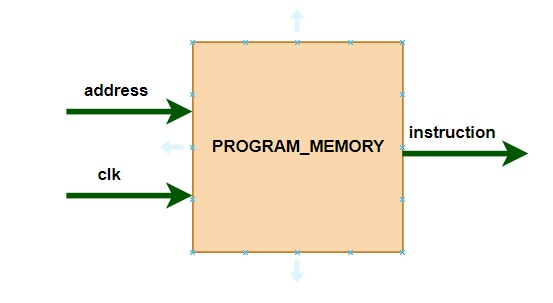 address
clk
PROGRAM_MEMORY
instruction